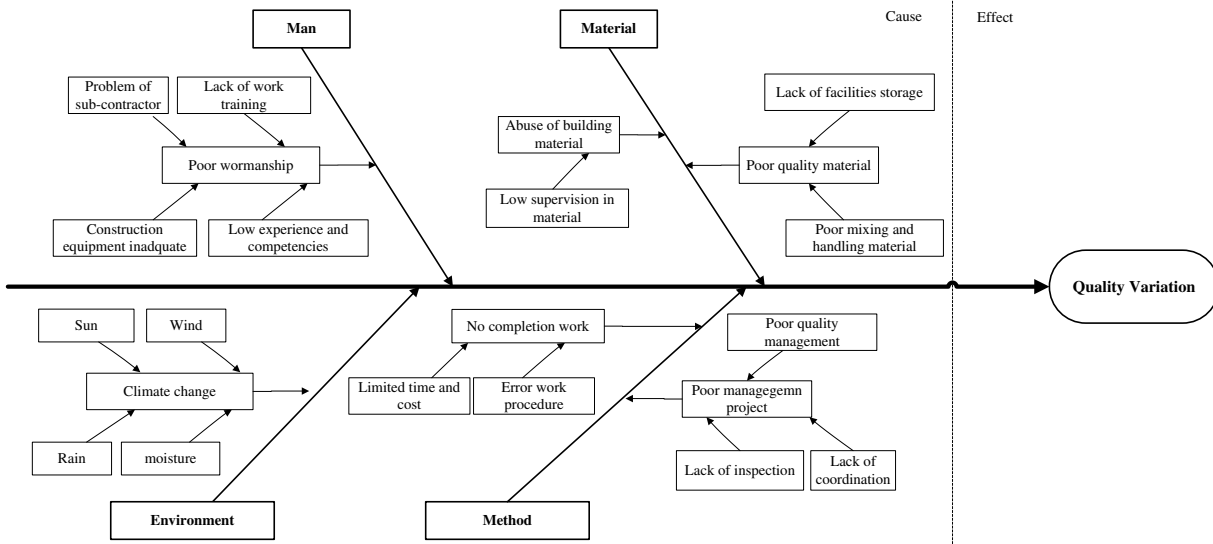 Cause
Effect
Man
Material
Problem of
sub-contractor
Lack of work
training
Poor wormanship
Construction
equipment inadquate
Low experience and
competencies
Abuse of building
material
Low supervision in
material
Lack of facilities storage
Poor quality material
Poor mixing and
handling material
Quality Variation
Sun
Wind
Climate change
Rain
moisture
No completion work
Limited time and
cost
Error work
procedure
Poor quality
management
Poor managegemn
project
Lack of inspection
Lack of
coordination
Environment
Method